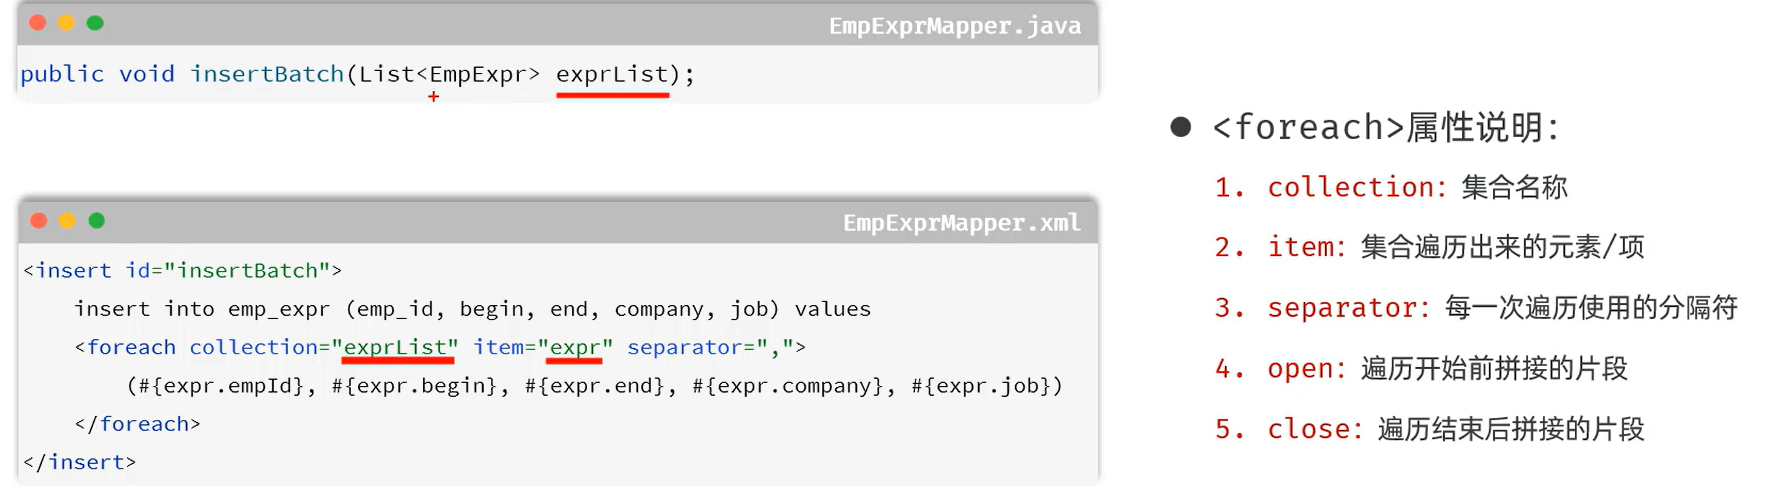 EmpExprMapper.java
public void insertBatch(List<EmpExpr> exprList);
EmpExprMapper.xml
<insert id="insertBatch">
    insert into emp_expr (emp_id, begin, end, company, job) values
    <foreach collection="exprList" item="expr" separator=",">
        (#{expr.empId}, #{expr.begin}, #{expr.end}, #{expr.company}, #{expr.job})
    </foreach>
</insert>
● <foreach>属性说明：
1. collection：集合名称
2. item：集合遍历出来的元素/项
3. separator：每一次遍历使用的分隔符
4. open：遍历开始前拼接的片段
5. close：遍历结束后拼接的片段